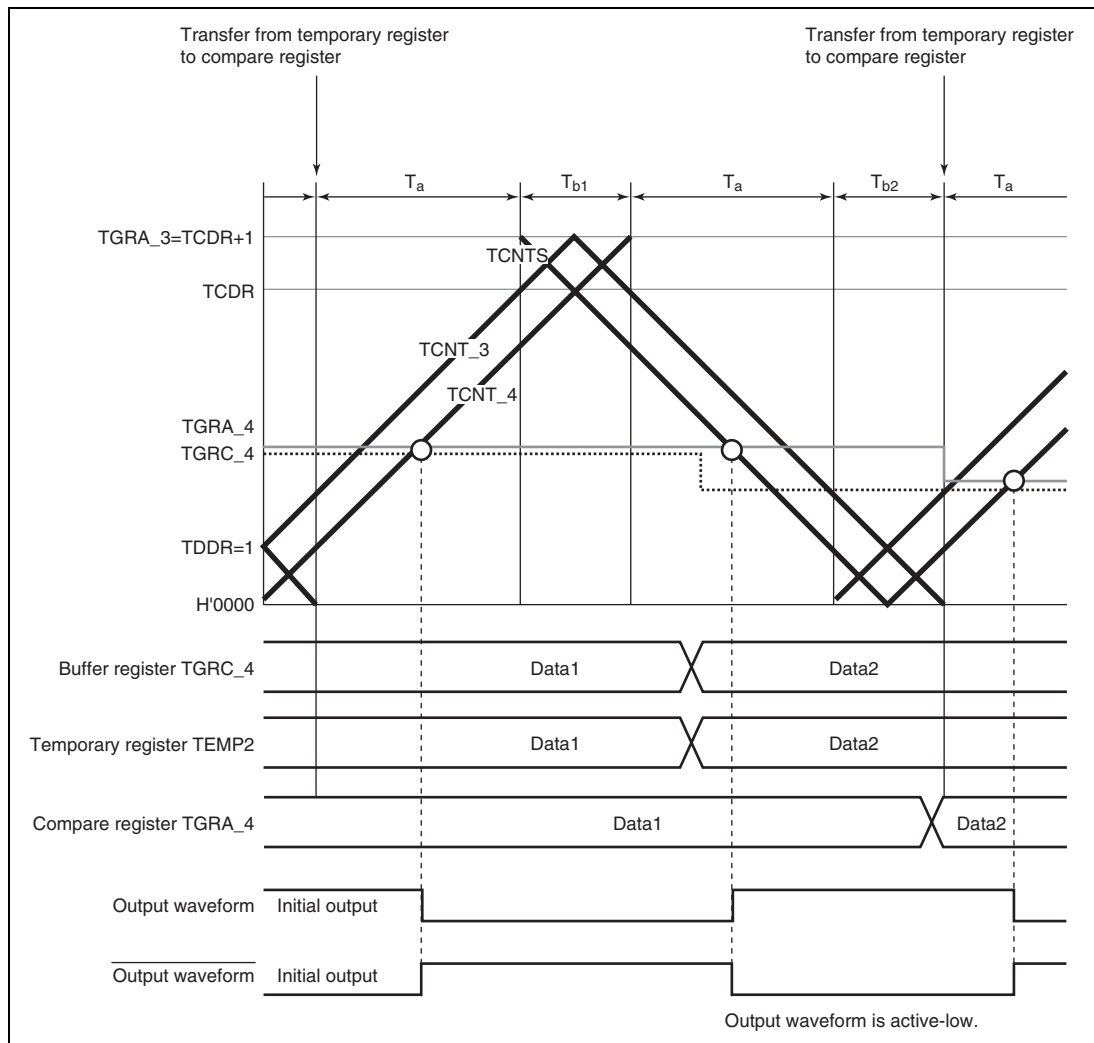 Transfer from temporary register
to compare register
Transfer from temporary register
to compare register
Ta
Tb1
Ta
Tb2
Ta
TGRA_3=TCDR+1
TCNTS
TCDR
TCNT_3
TCNT_4
TGRA_4
TGRC_4
TDDR=1
H'0000
Buffer register TGRC_4
Data1
Data2
Temporary register TEMP2
Data1
Data2
Compare register TGRA_4
Data1
Data2
Output waveform
Initial output
Output waveform
Initial output
Output waveform is active-low.